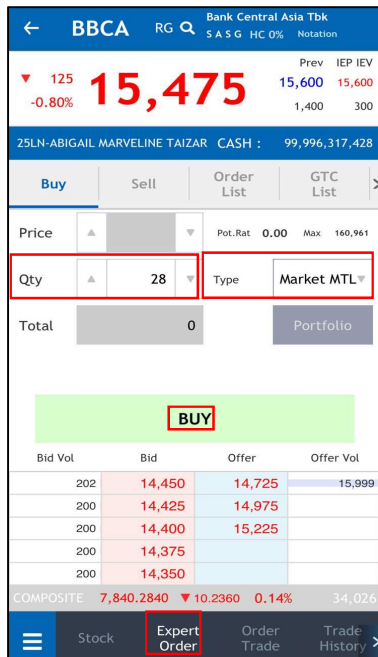 ← BBCA RG Bank Central Asia Tbk
S A S G HC 0% Notation
Prev IEP IEV
▼ 125 15,475 15,600 15,600
-0.80% 1,400 300
25LN-ABIGAIL MARVELINE TAIZAR CASH : 99,996,317,428
Buy Sell Order List GTC List >
Price ▲ ▼ Pot.Rat 0.00 Max 160,961
Qty ▲ 28 ▼ Type Market MTL▼
Total 0 Portfolio
BUY
Bid Vol Bid Offer Offer Vol
202 14,450 14,725 15,999
200 14,425 14,975
200 14,400 15,225
200 14,375
200 14,350
COMPOSITE 7,840.2840 ▼ 10.2360 0.14% 34,026
Stock Expert Order Order Trade Trade History >